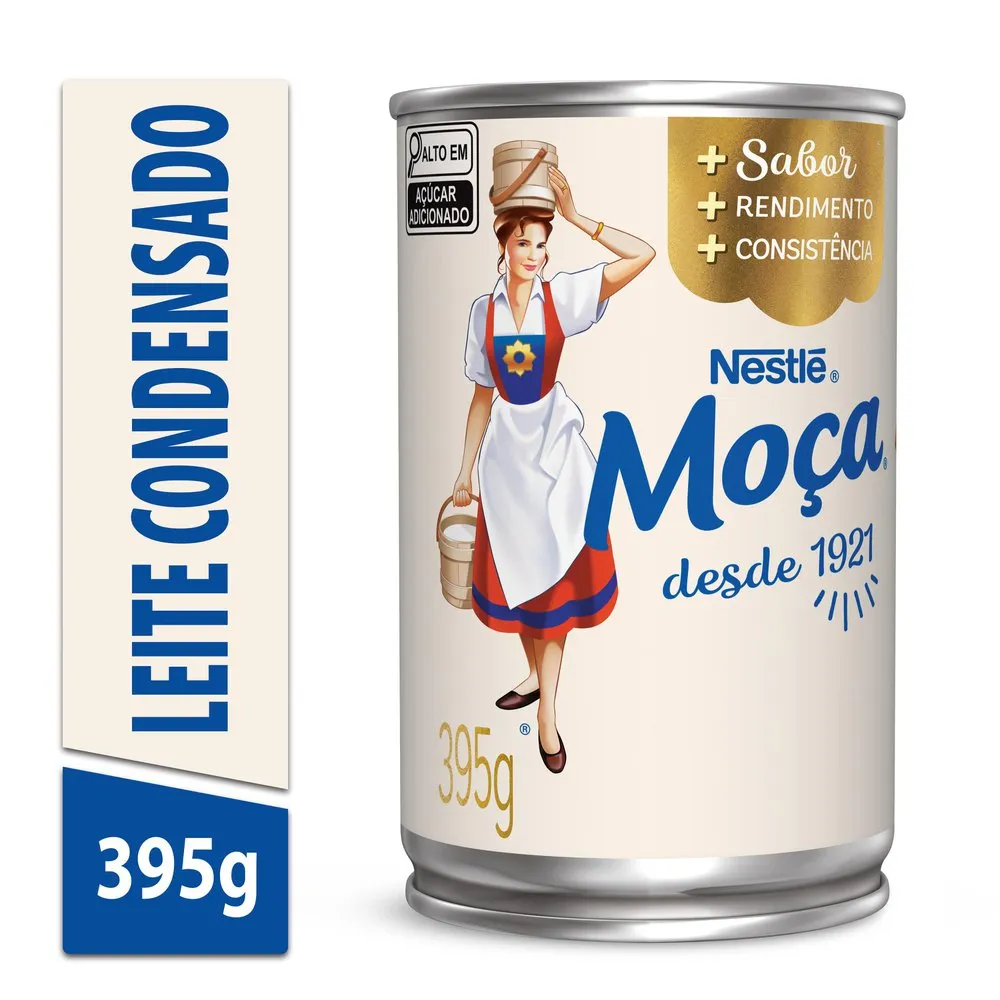 LEITE CONDENSADO
395g
ALTO EM
AÇÚCAR
ADICIONADO
+ Sabor
+ RENDIMENTO
+ CONSISTÊNCIA
Nestlé®
Moça®
desde 1921
395g
®